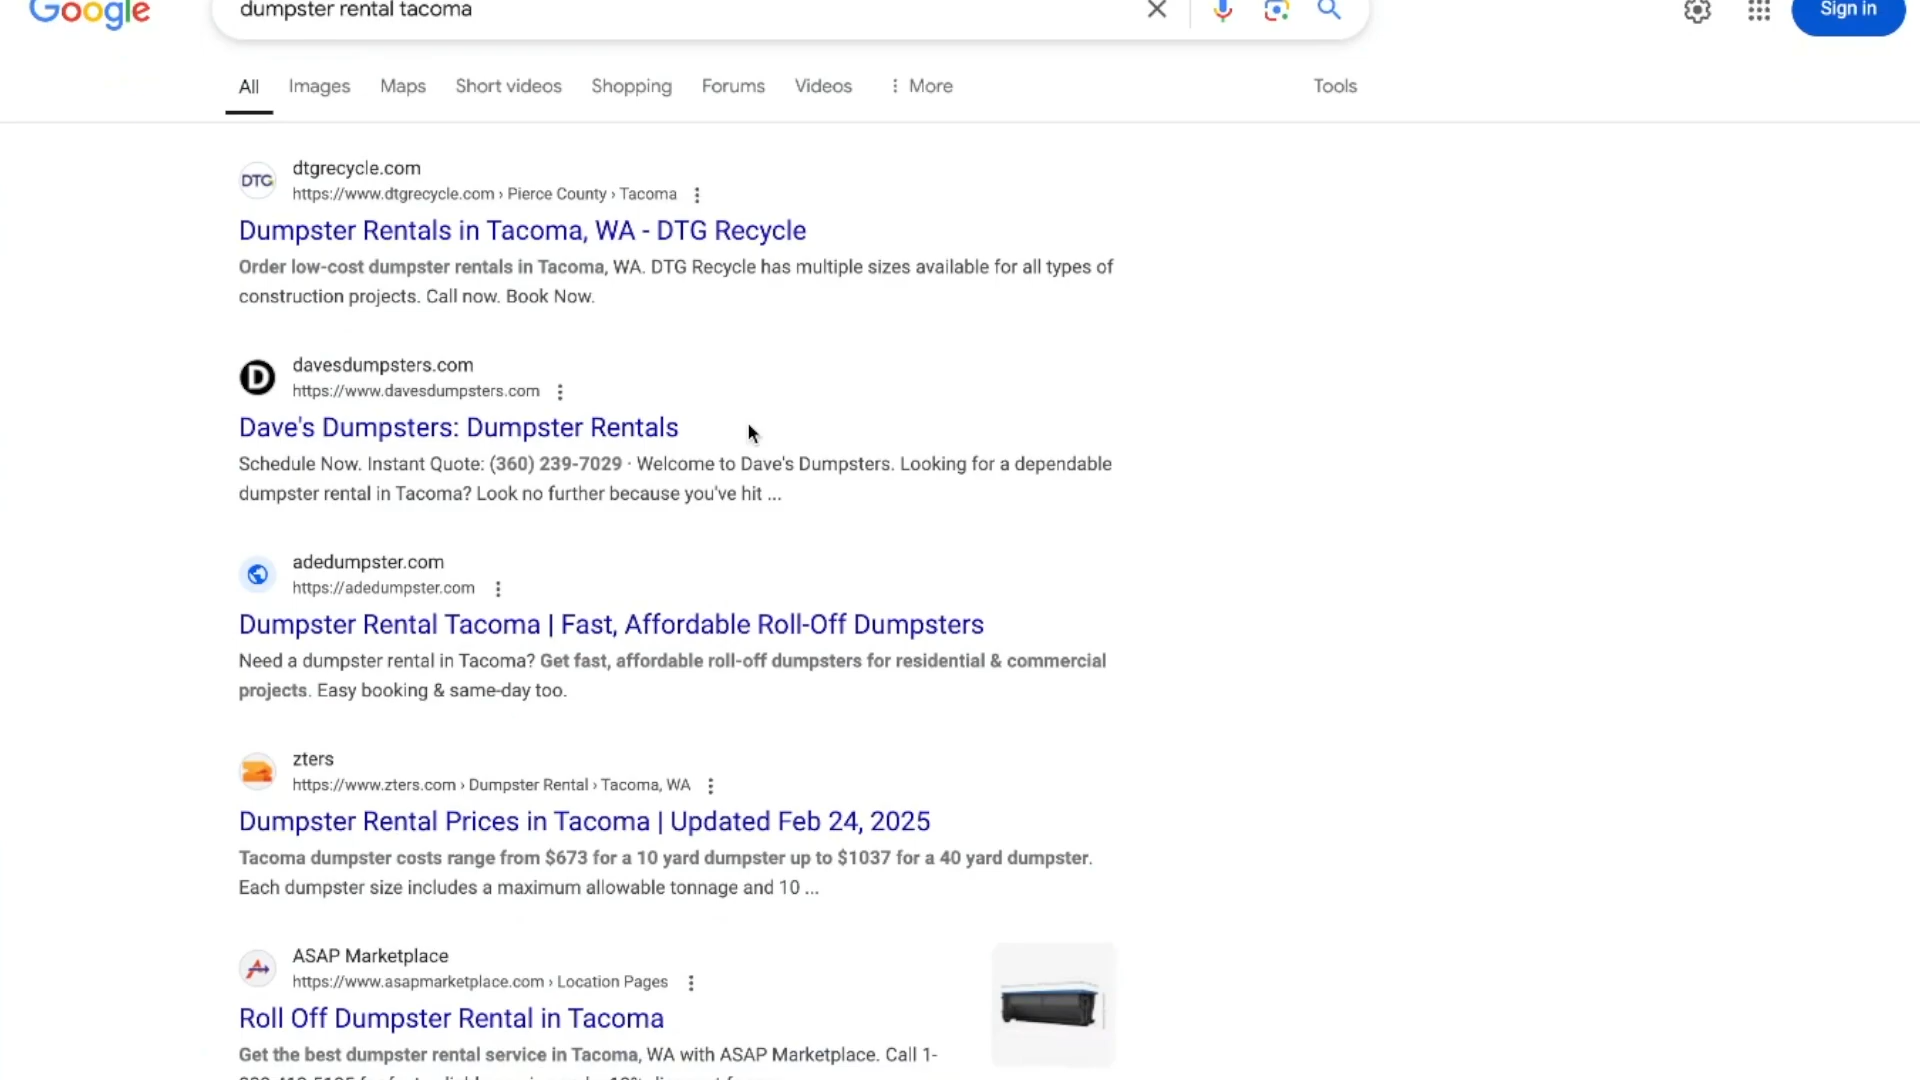 Google
dumpster rental tacoma
Sign in
All
Images
Maps
Short videos
Shopping
Forums
Videos
More
Tools
DTG
dtgrecycle.com
https://www.dtgrecycle.com › Pierce County › Tacoma
Dumpster Rentals in Tacoma, WA - DTG Recycle
Order low-cost dumpster rentals in Tacoma, WA. DTG Recycle has multiple sizes available for all types of
construction projects. Call now. Book Now.
D
davesdumpsters.com
https://www.davesdumpsters.com
Dave's Dumpsters: Dumpster Rentals
Schedule Now. Instant Quote: (360) 239-7029 · Welcome to Dave's Dumpsters. Looking for a dependable
dumpster rental in Tacoma? Look no further because you've hit ...
adedumpster.com
https://adedumpster.com
Dumpster Rental Tacoma | Fast, Affordable Roll-Off Dumpsters
Need a dumpster rental in Tacoma? Get fast, affordable roll-off dumpsters for residential & commercial
projects. Easy booking & same-day too.
zters
https://www.zters.com › Dumpster Rental › Tacoma, WA
Dumpster Rental Prices in Tacoma | Updated Feb 24, 2025
Tacoma dumpster costs range from $673 for a 10 yard dumpster up to $1037 for a 40 yard dumpster.
Each dumpster size includes a maximum allowable tonnage and 10 ...
ASAP Marketplace
https://www.asapmarketplace.com › Location Pages
Roll Off Dumpster Rental in Tacoma
Get the best dumpster rental service in Tacoma, WA with ASAP Marketplace. Call 1-